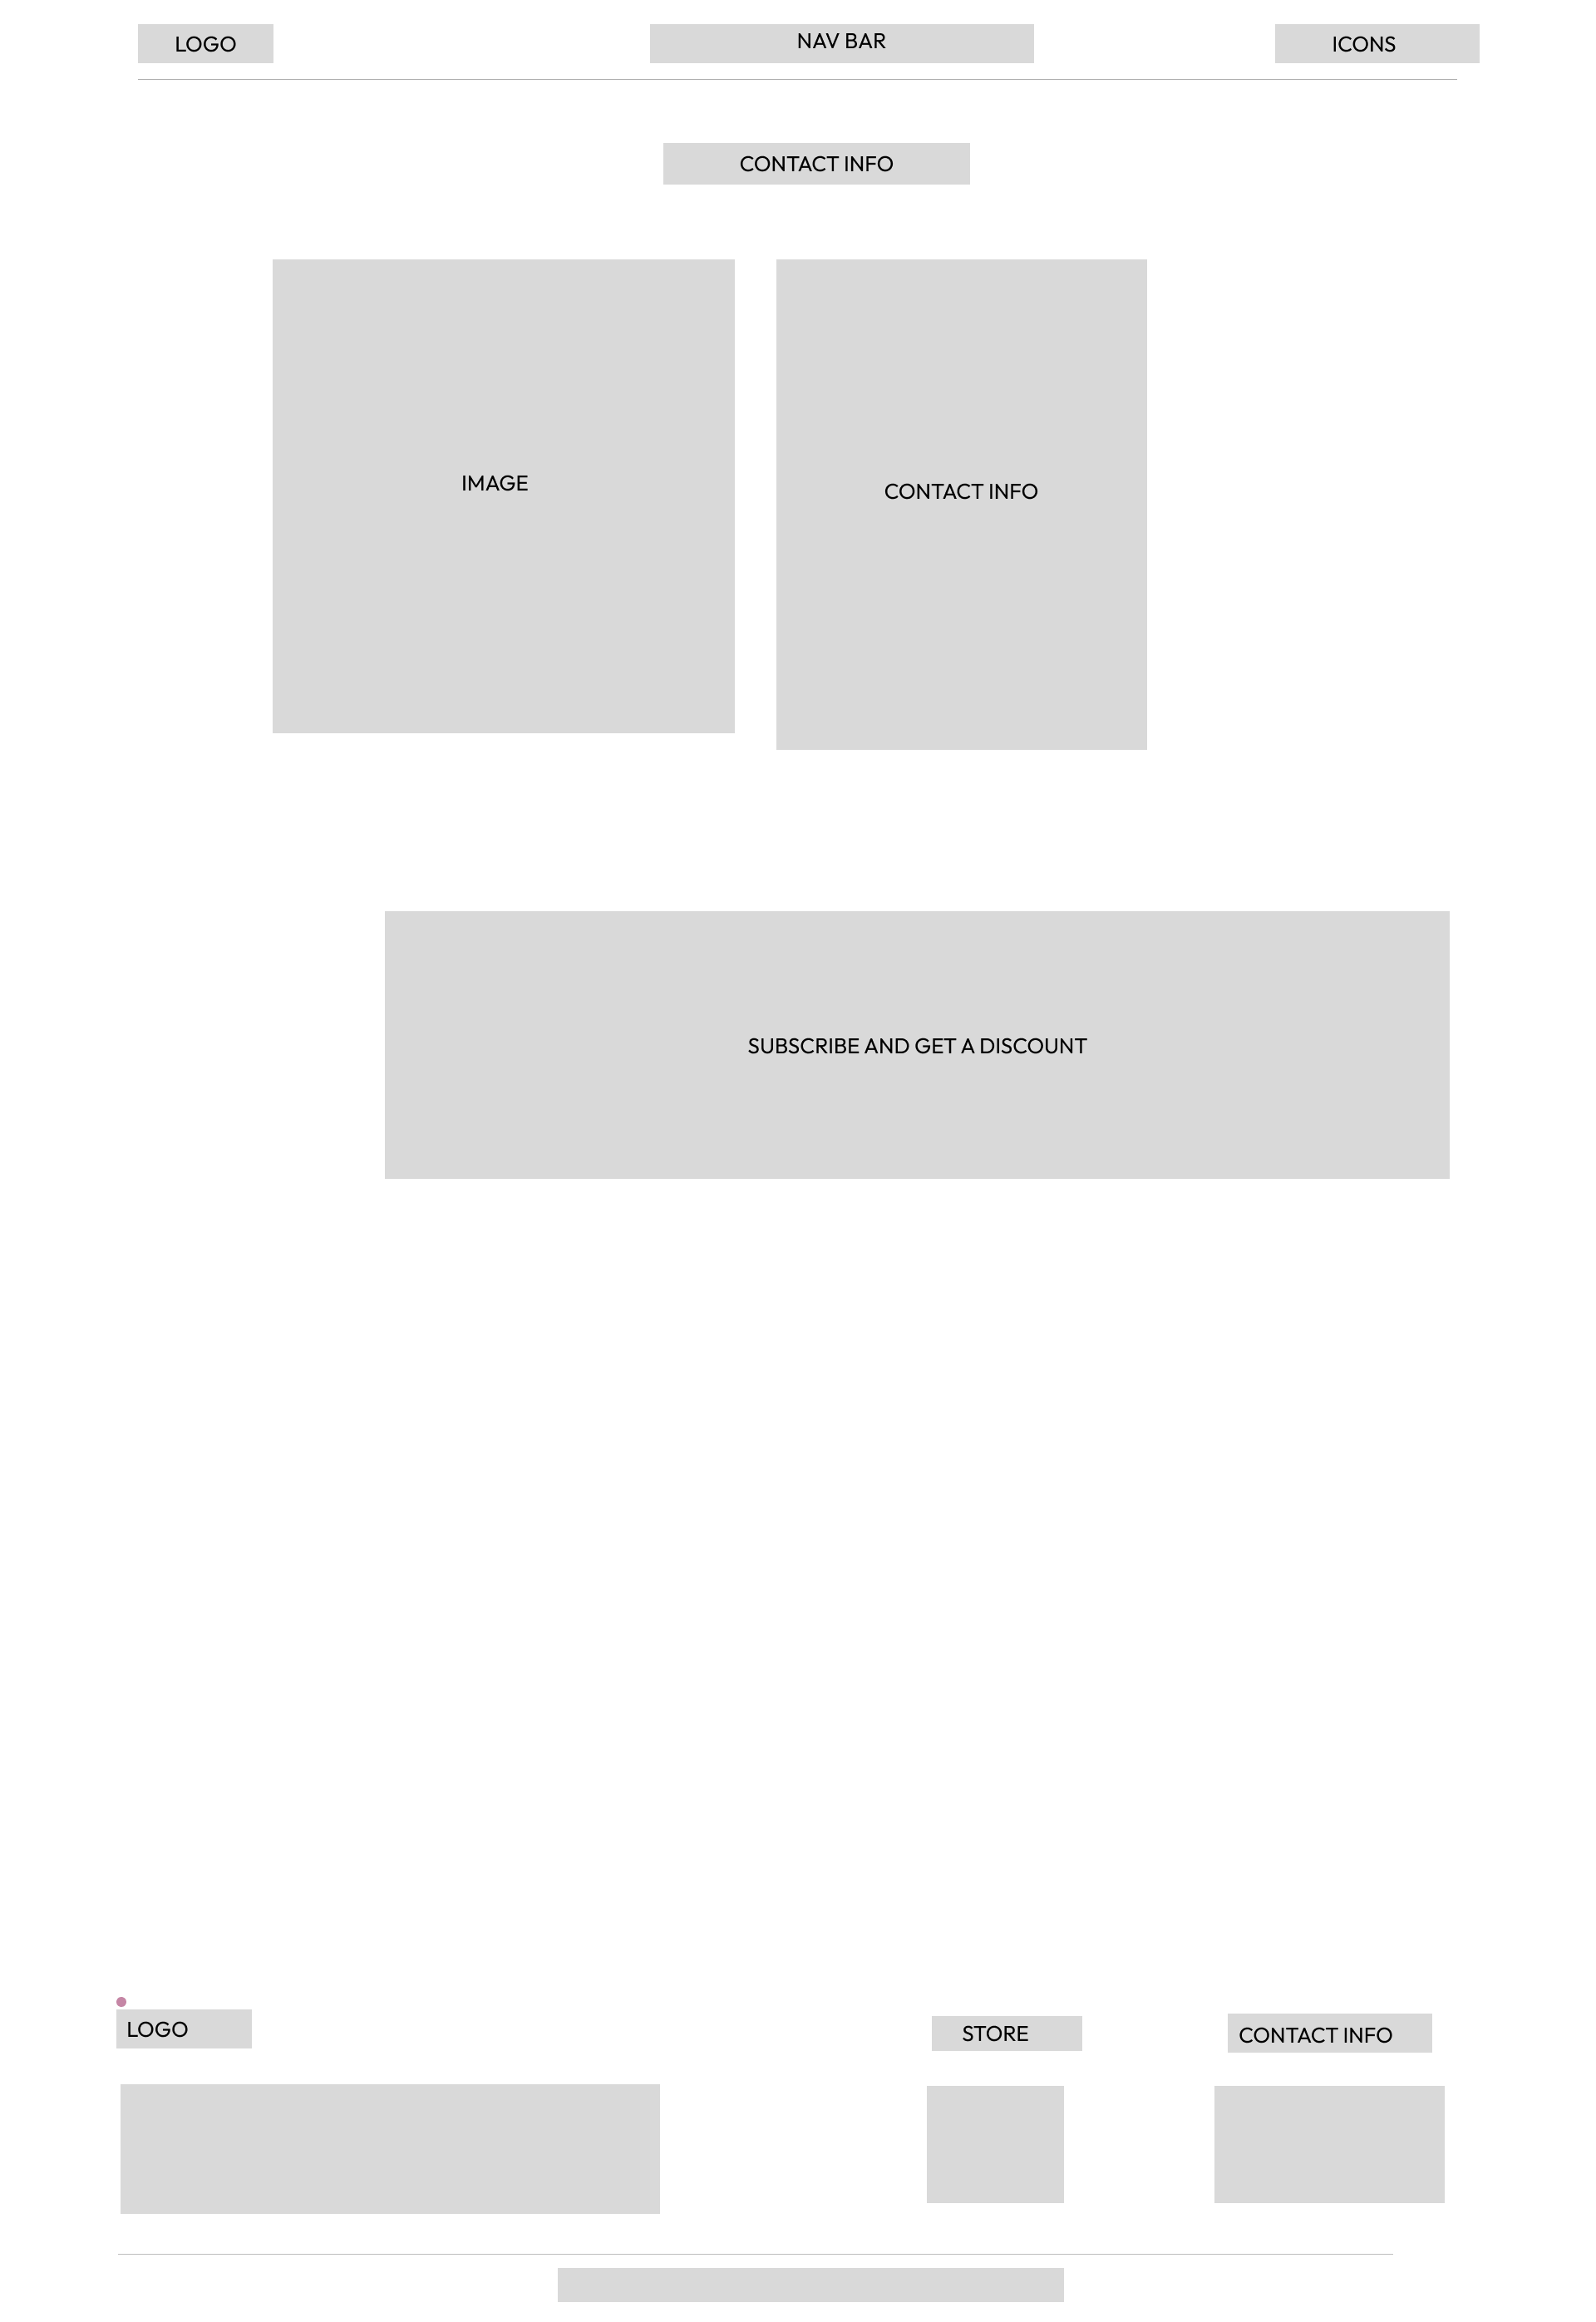 LOGO
NAV BAR
ICONS
CONTACT INFO
IMAGE
CONTACT INFO
SUBSCRIBE AND GET A DISCOUNT
LOGO
STORE
CONTACT INFO